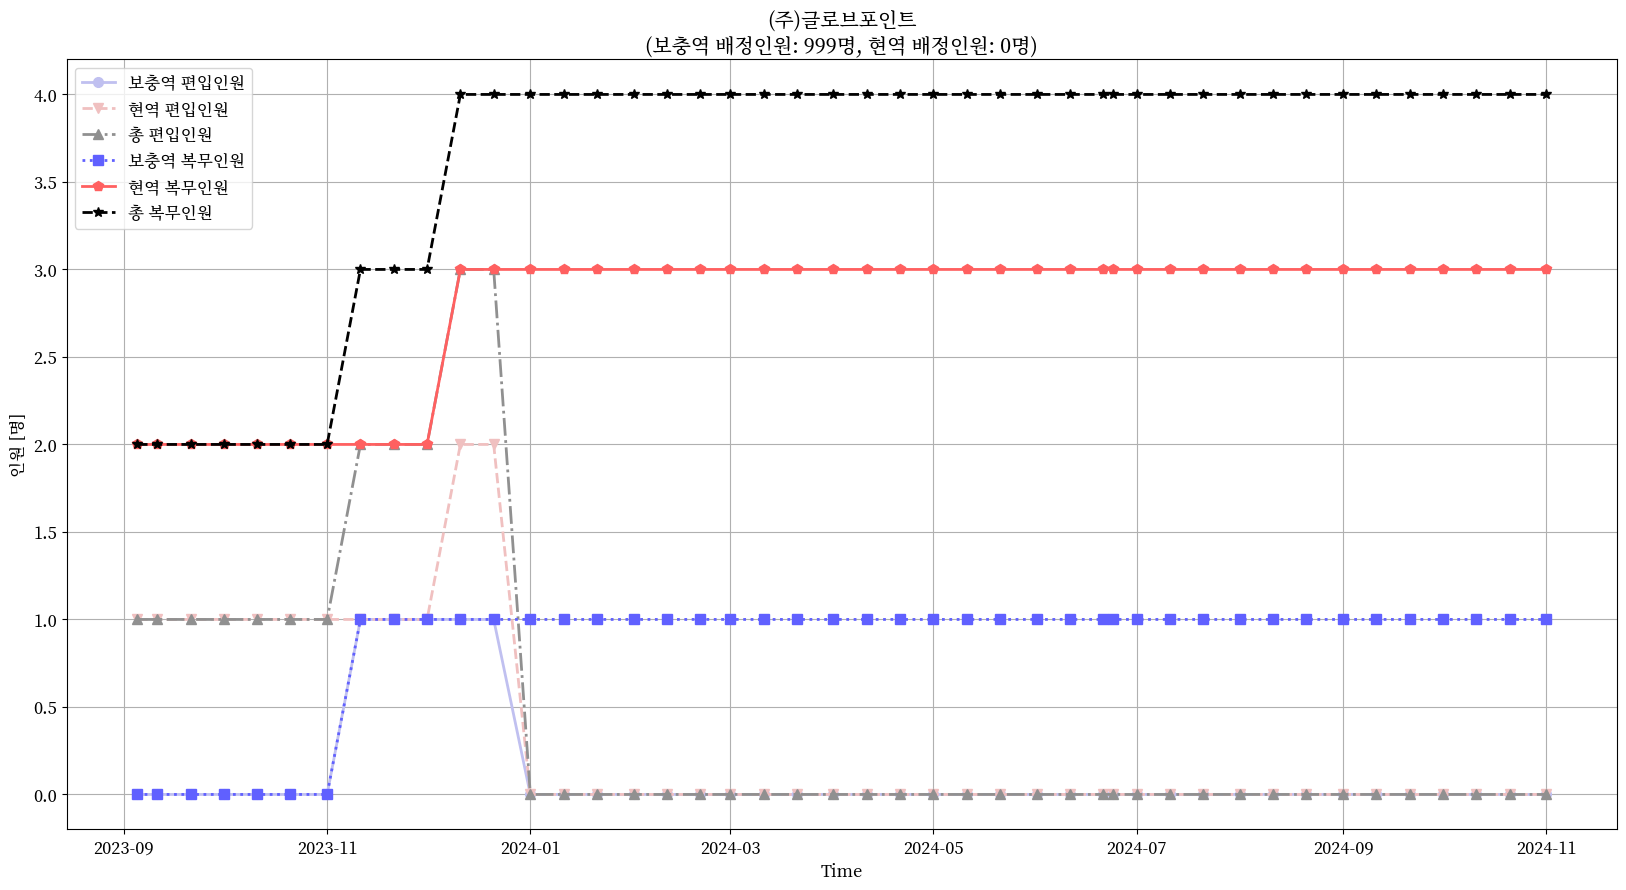 (주)글로브포인트
(보충역 배정인원: 999명, 현역 배정인원: 0명)
보충역 편입인원
현역 편입인원
총 편입인원
보충역 복무인원
현역 복무인원
총 복무인원
4.0
3.5
3.0
2.5
2.0
1.5
1.0
0.5
0.0
인원 [명]
2023-09 2023-11 2024-01 2024-03 2024-05 2024-07 2024-09 2024-11
Time